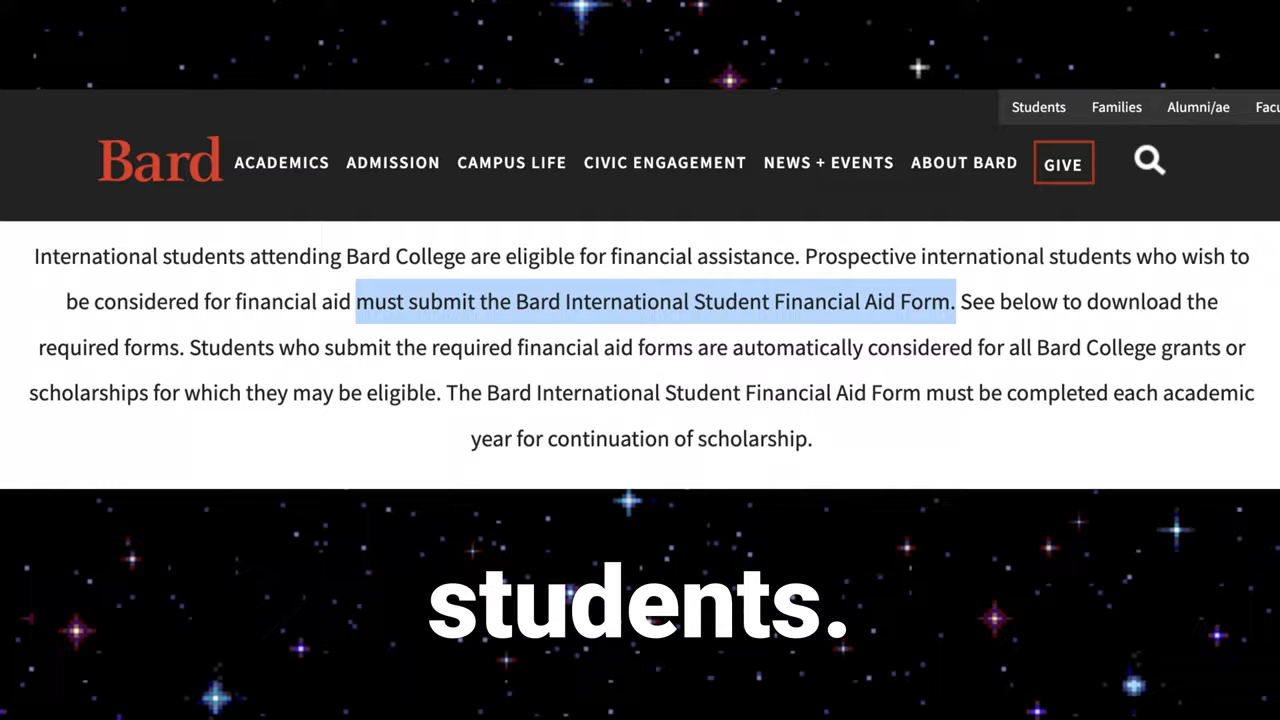 Students Families Alumni/ae Facu
Bard ACADEMICS ADMISSION CAMPUS LIFE CIVIC ENGAGEMENT NEWS + EVENTS ABOUT BARD GIVE
International students attending Bard College are eligible for financial assistance. Prospective international students who wish to
be considered for financial aid must submit the Bard International Student Financial Aid Form. See below to download the
required forms. Students who submit the required financial aid forms are automatically considered for all Bard College grants or
scholarships for which they may be eligible. The Bard International Student Financial Aid Form must be completed each academic
year for continuation of scholarship.
students.